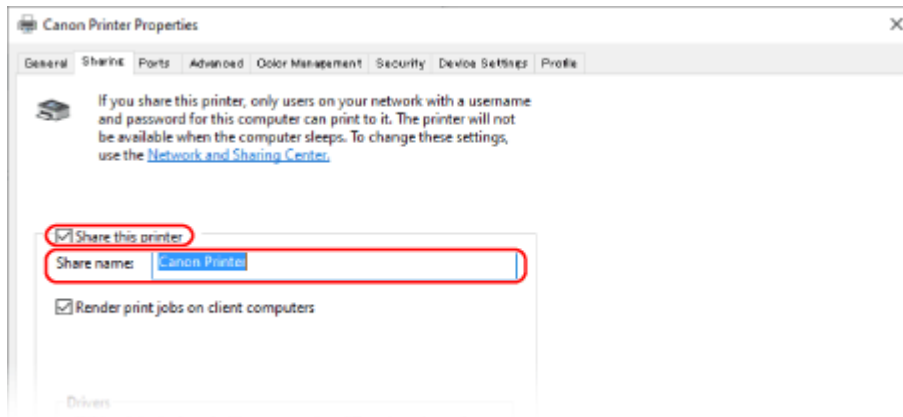 Canon Printer Properties
General Sharing Ports Advanced Color Management Security Device Settings Profile
If you share this printer, only users on your network with a username
and password for this computer can print to it. The printer will not
be available when the computer sleeps. To change these settings,
use the Network and Sharing Center.
Share this printer
Share name: Canon Printer
Render print jobs on client computers
Drivers